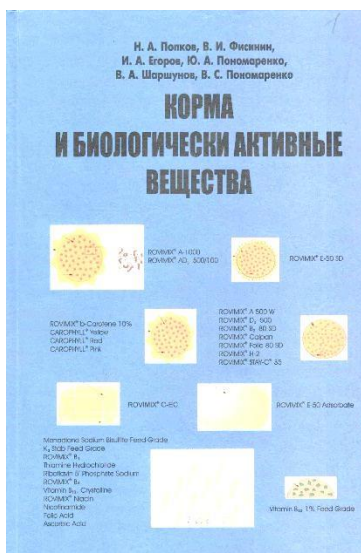 Н. А. Попков, В. И. Фисинин,
И. А. Егоров, Ю. А. Пономаренко,
В. А. Шаршунов, В. С. Пономаренко
КОРМА
И БИОЛОГИЧЕСКИ АКТИВНЫЕ
ВЕЩЕСТВА
ROVIMIX® A-1000
ROVIMIX® AD₃ 500/100
ROVIMIX® E-50 SD
ROVIMIX® b-Carotene 10%
CAROPHYLL® Yellow
CAROPHYLL® Red
CAROPHYLL® Pink
ROVIMIX® A 500 W
ROVIMIX® D₃ 500
ROVIMIX® B₂ 80 SD
ROVIMIX® Calpan
ROVIMIX® Folic 80 SD
ROVIMIX® H-2
ROVIMIX® STAY-C® 35
ROVIMIX® C-EC
ROVIMIX® E-50 Adsorbate
Menadione Sodium Bisulfite Feed Grade
K₃ Stab Feed Grade
ROVIMIX® B₁
Thiamine Hydrochloride
Riboflavin 5' Phosphate Sodium
ROVIMIX® B₆
Vitamin B₁₂ Crystalline
ROVIMIX® Niacin
Nicotinamide
Folic Acid
Ascorbic Acid
Vitamin B₁₂ 1% Feed Grade